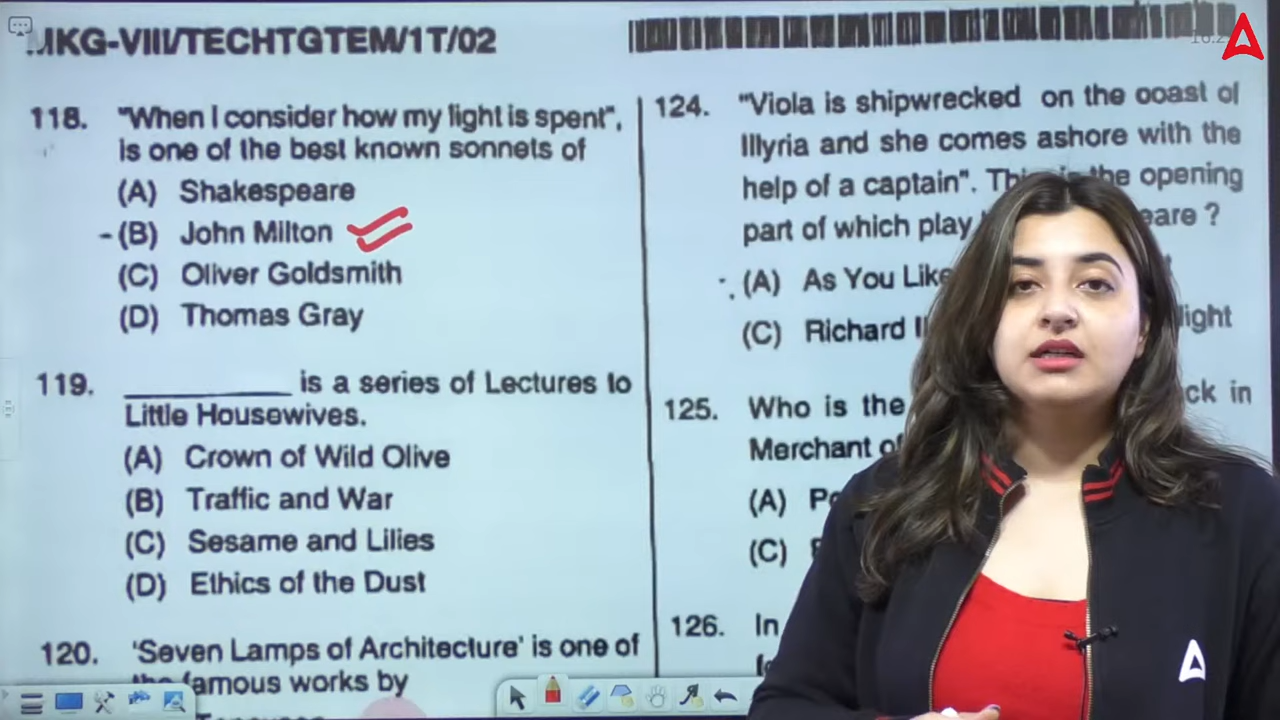 MKG-VIII/TECHTGTEM/1T/02
118. "When I consider how my light is spent",
is one of the best known sonnets of
(A) Shakespeare
-(B) John Milton
(C) Oliver Goldsmith
(D) Thomas Gray
119. __________ is a series of Lectures to
Little Housewives.
(A) Crown of Wild Olive
(B) Traffic and War
(C) Sesame and Lilies
(D) Ethics of the Dust
120. 'Seven Lamps of Architecture' is one of
the famous works by
124. "Viola is shipwrecked on the coast of
Illyria and she comes ashore with the
help of a captain". This is the opening
part of which play
(A) As You Like
(C) Richard
125. Who is the
Merchant of
(A)
(C)
126. In